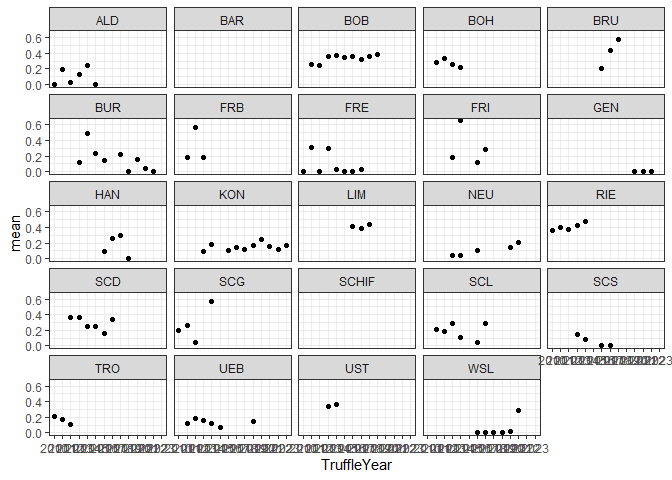 ALD BAR BOB BOH BRU
0.6
0.4
0.2
0.0
BUR FRB FRE FRI GEN
0.6
0.4
0.2
0.0
HAN KON LIM NEU RIE
0.6
0.4
0.2
0.0
mean
SCD SCG SCHIF SCL SCS
0.6
0.4
0.2
0.0
TRO UEB UST WSL
0.6
0.4
0.2
0.0
TruffleYear